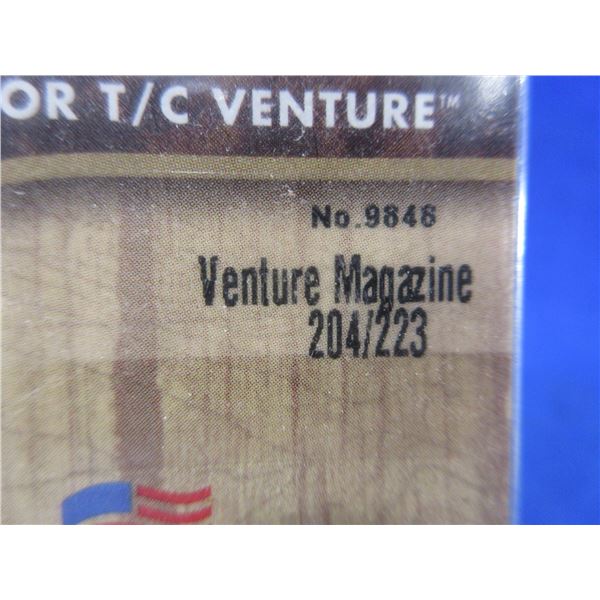 OR T/C VENTURE™
No.9848
Venture Magazine
204/223